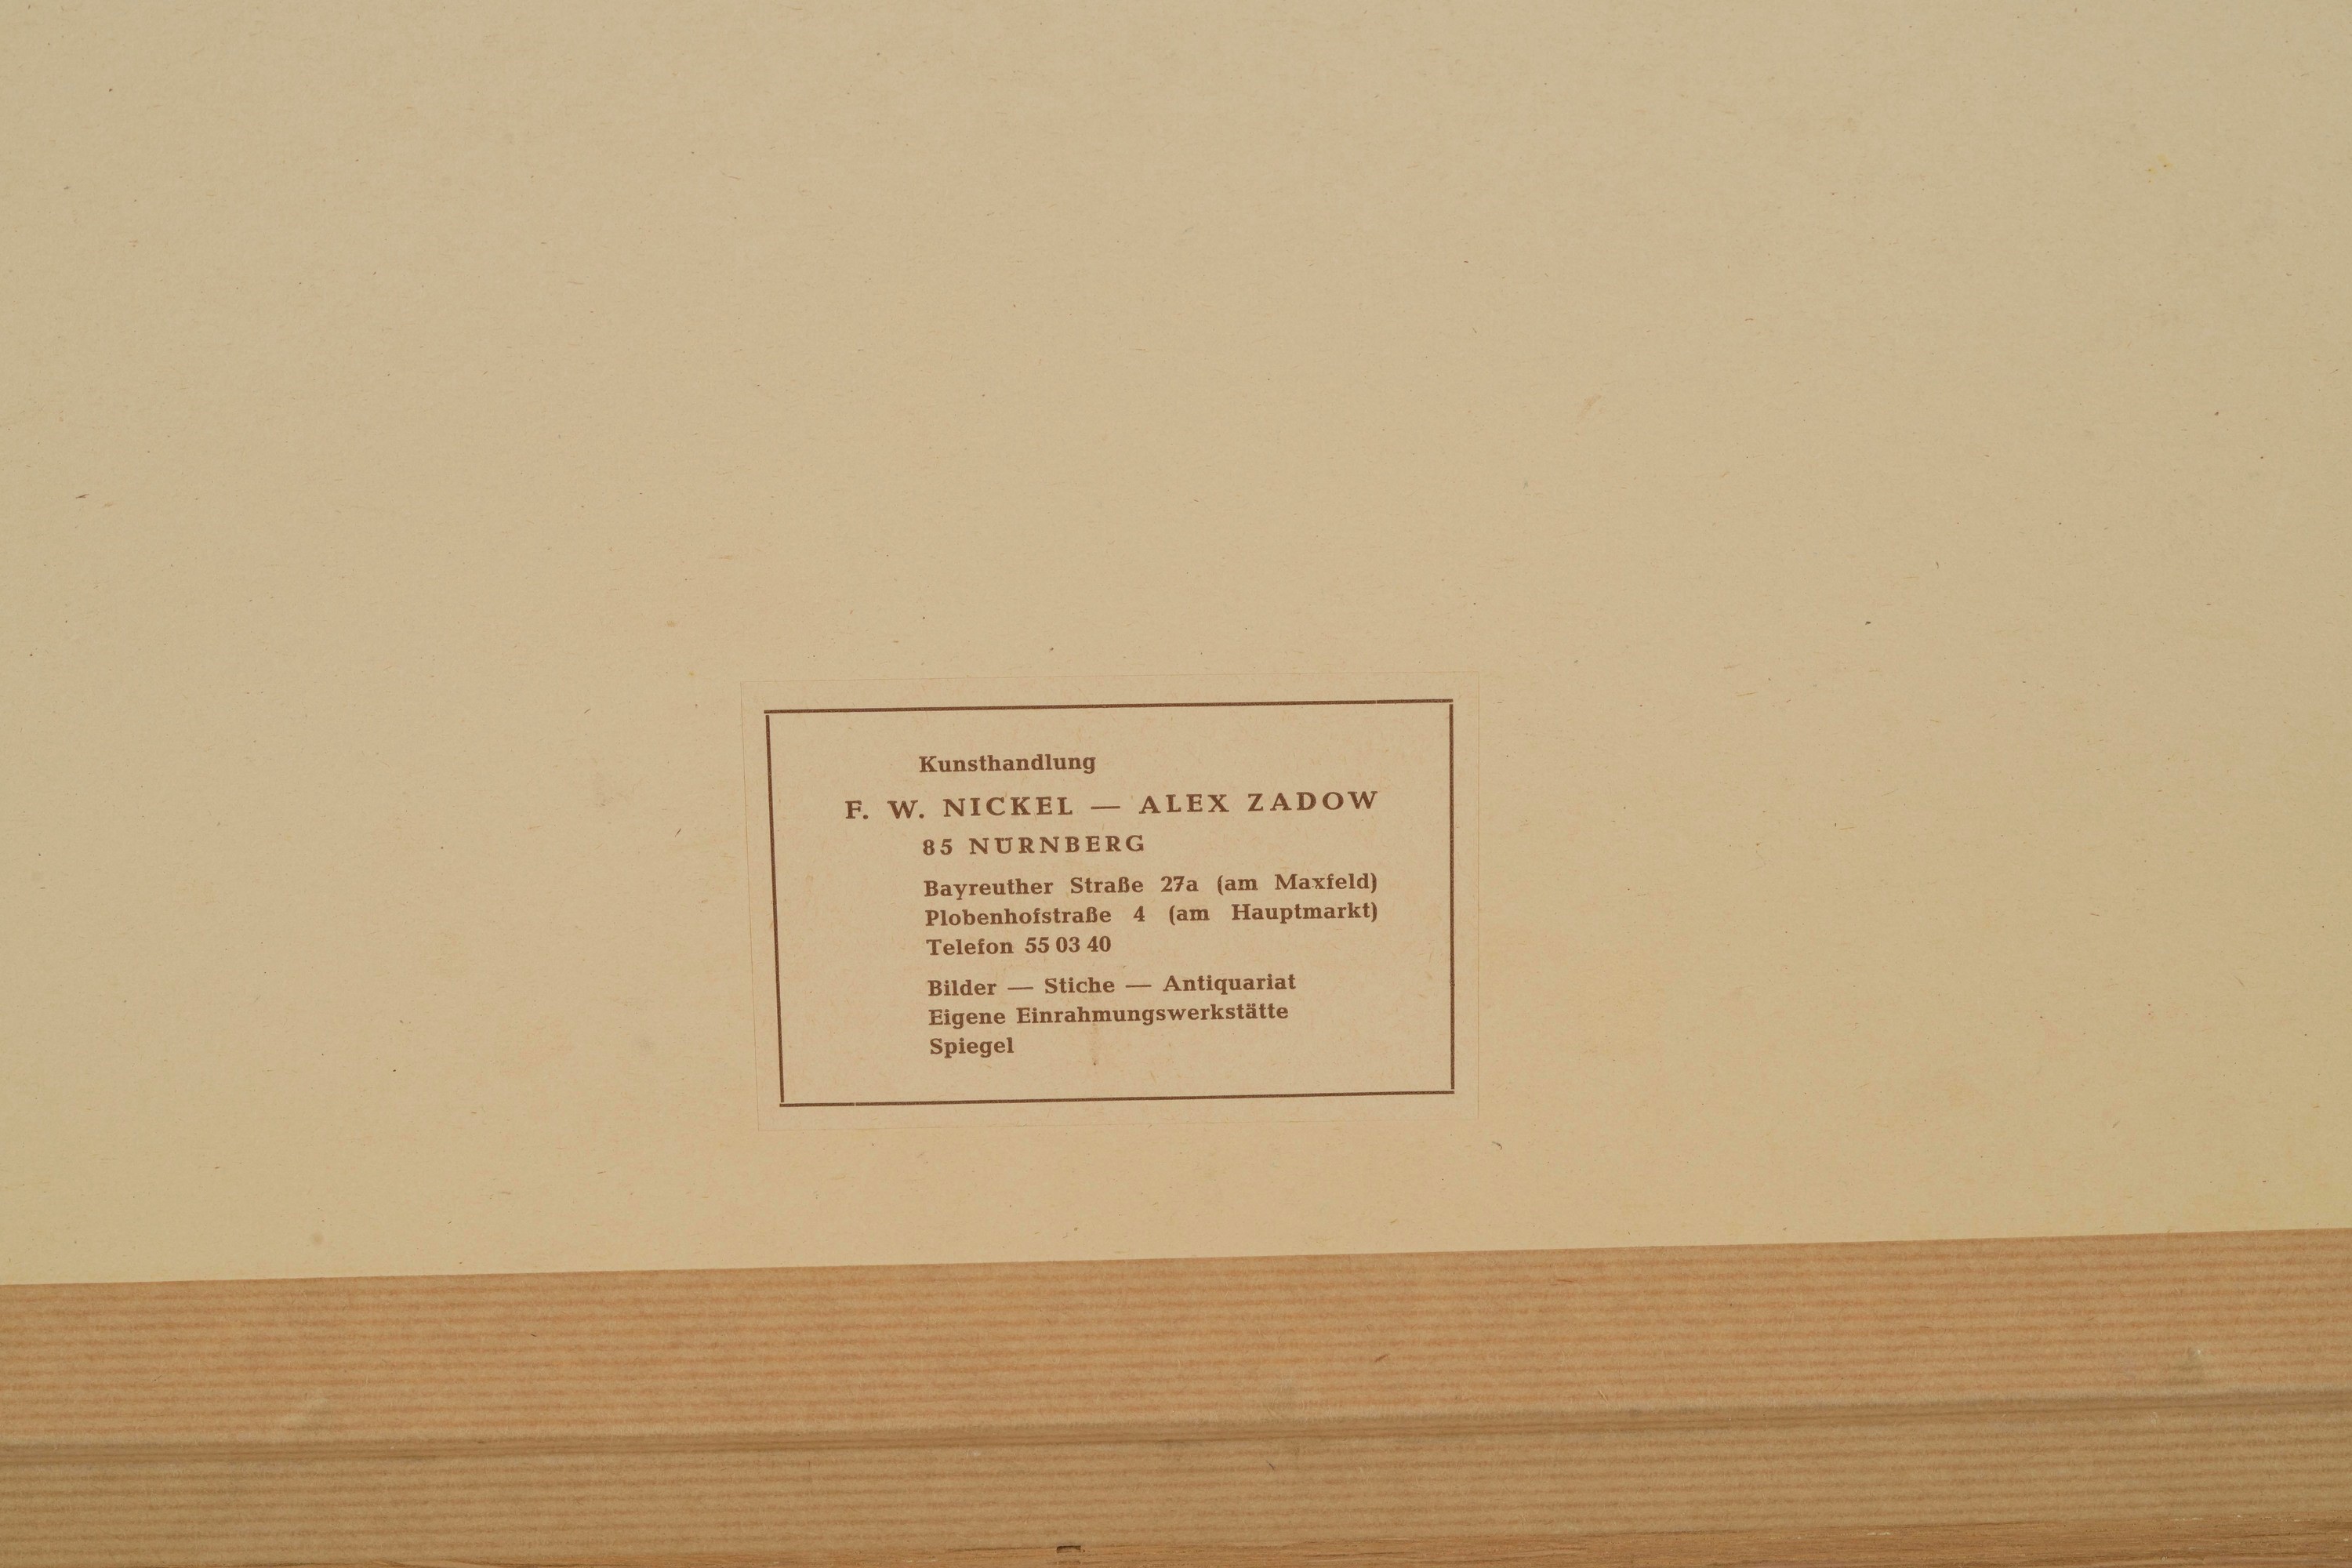 Kunsthandlung
F. W. NICKEL — ALEX ZADOW
85 NÜRNBERG
Bayreuther Straße 27a (am Maxfeld)
Plobenhofstraße 4 (am Hauptmarkt)
Telefon 55 03 40
Bilder — Stiche — Antiquariat
Eigene Einrahmungswerkstätte
Spiegel